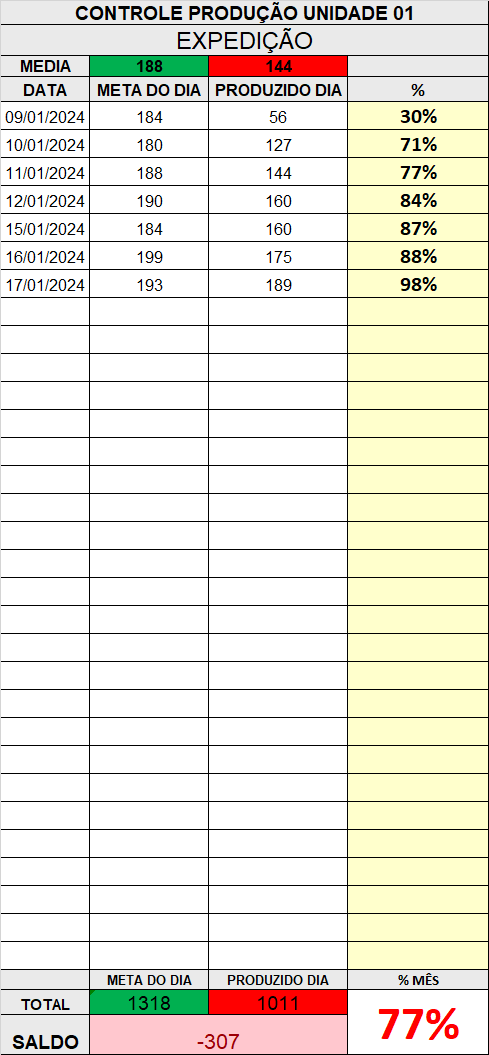 CONTROLE PRODUÇÃO UNIDADE 01
EXPEDIÇÃO
MEDIA 188 144
DATA META DO DIA PRODUZIDO DIA %
09/01/2024 184 56 30%
10/01/2024 180 127 71%
11/01/2024 188 144 77%
12/01/2024 190 160 84%
15/01/2024 184 160 87%
16/01/2024 199 175 88%
17/01/2024 193 189 98%
META DO DIA PRODUZIDO DIA % MÊS
TOTAL 1318 1011 77%
SALDO -307